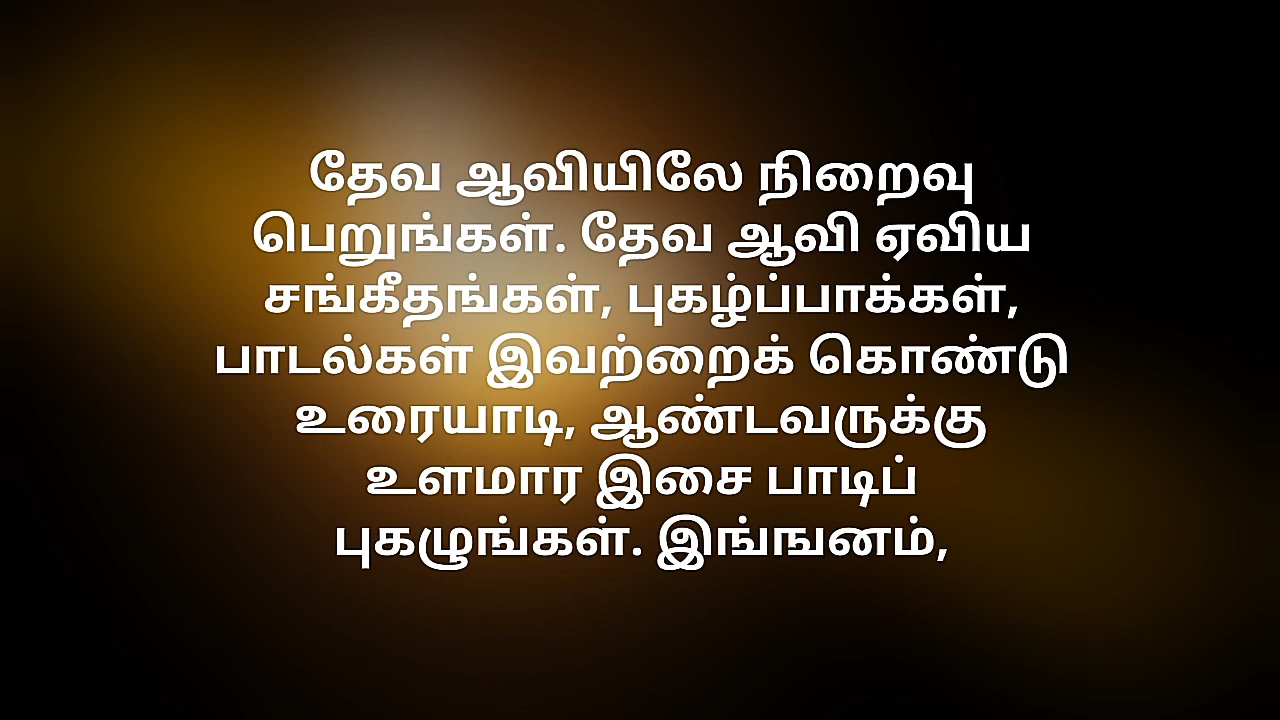 தேவ ஆவியிலே நிறைவு
பெறுங்கள். தேவ ஆவி ஏவிய
சங்கீதங்கள், புகழ்ப்பாக்கள்,
பாடல்கள் இவற்றைக் கொண்டு
உரையாடி, ஆண்டவருக்கு
உளமார இசை பாடிப்
புகழுங்கள். இங்ஙனம்,